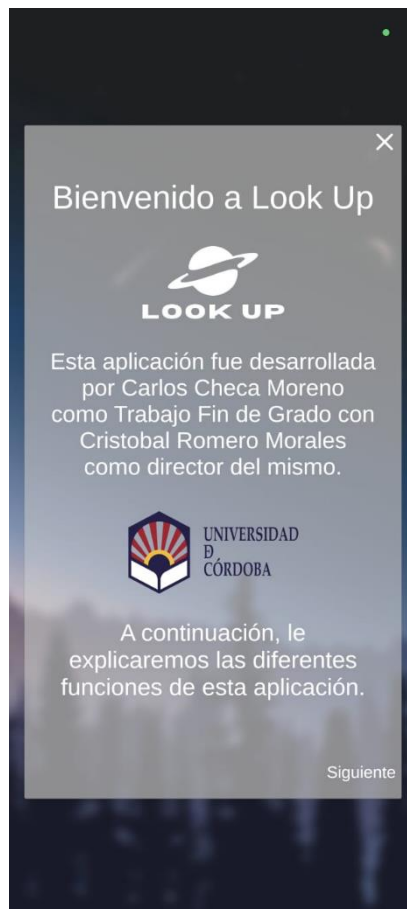 Bienvenido a Look Up
LOOK UP
Esta aplicación fue desarrollada
por Carlos Checa Moreno
como Trabajo Fin de Grado con
Cristobal Romero Morales
como director del mismo.
UNIVERSIDAD
Đ
CÓRDOBA
A continuación, le
explicaremos las diferentes
funciones de esta aplicación.
Siguiente